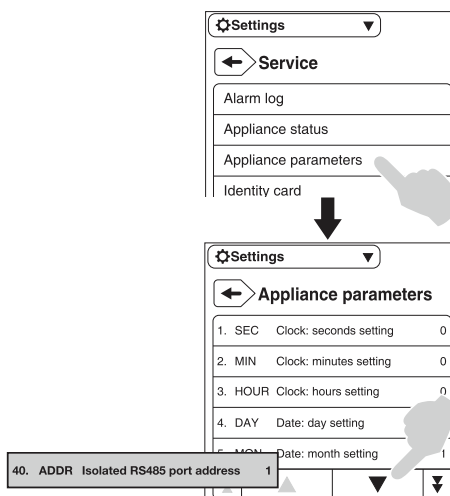 Settings
Service
Alarm log
Appliance status
Appliance parameters
Identity card
Settings
Appliance parameters
1. SEC Clock: seconds setting 0
2. MIN Clock: minutes setting 0
3. HOUR Clock: hours setting 0
4. DAY Date: day setting
5. MON Date: month setting 1
40. ADDR Isolated RS485 port address 1